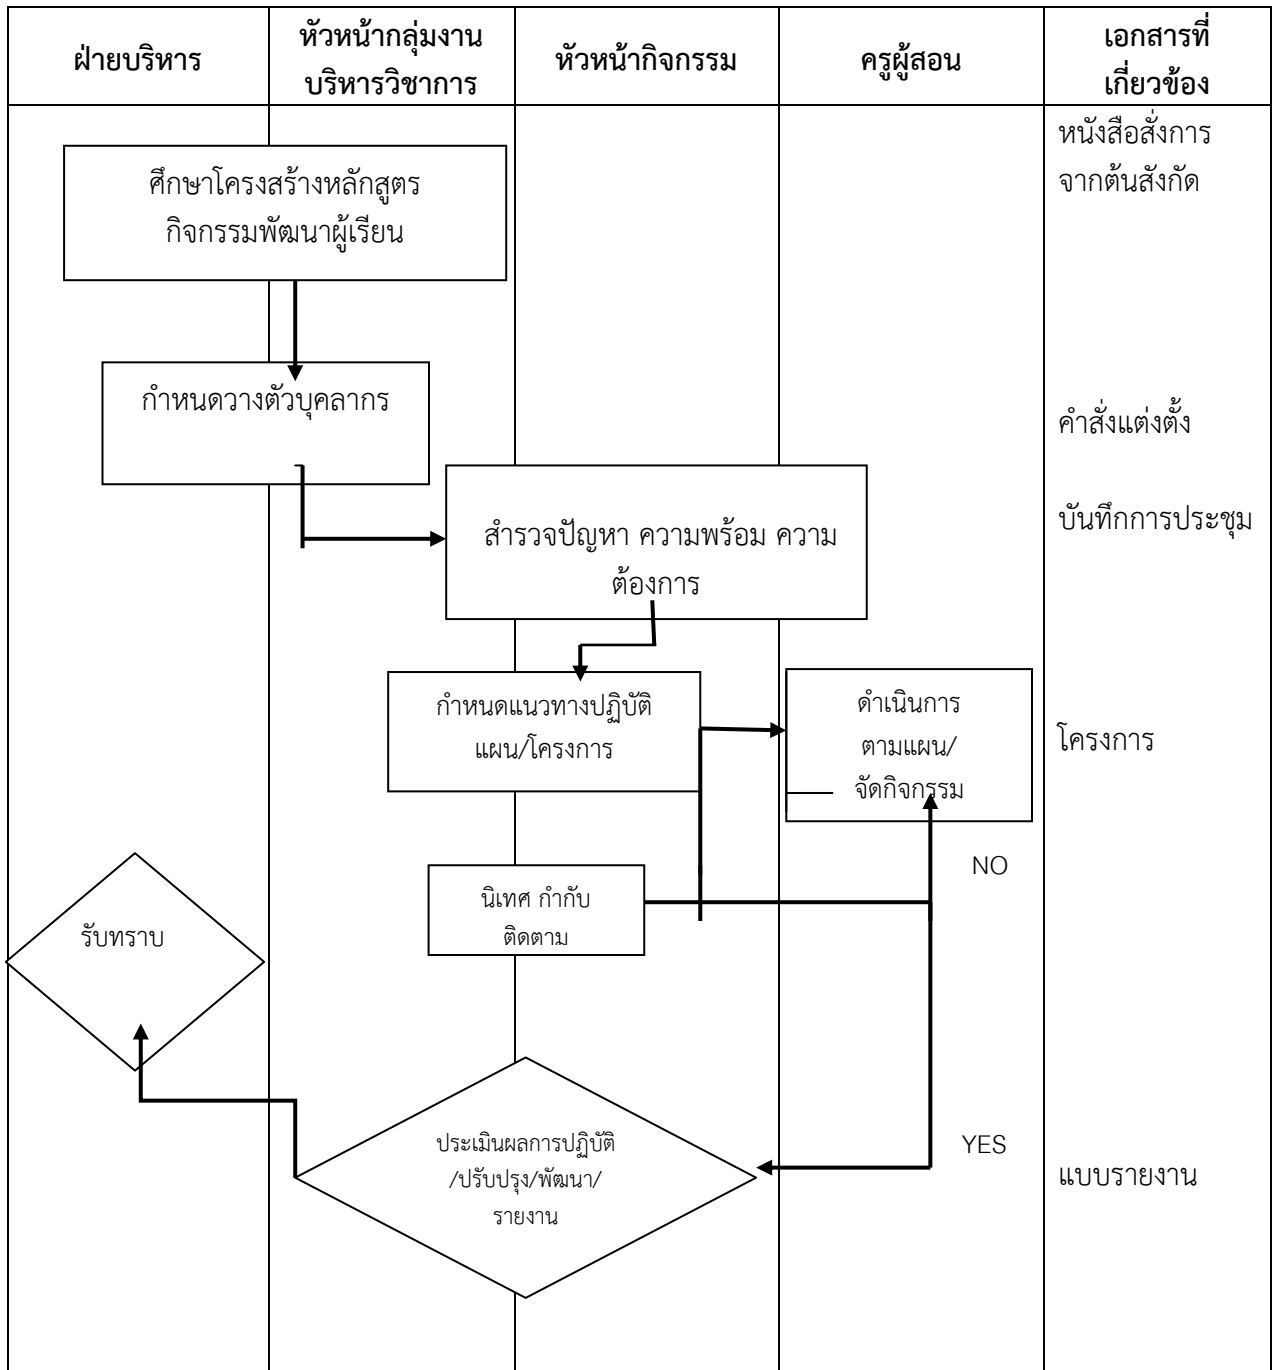 ฝ่ายบริหาร
หัวหน้ากลุ่มงาน
บริหารวิชาการ
หัวหน้ากิจกรรม
ครูผู้สอน
เอกสารที่
เกี่ยวข้อง
ศึกษาโครงสร้างหลักสูตร
กิจกรรมพัฒนาผู้เรียน
หนังสือสั่งการ
จากต้นสังกัด
กำหนดวางตัวบุคลากร
คำสั่งแต่งตั้ง
สำรวจปัญหา ความพร้อม ความ
ต้องการ
บันทึกการประชุม
กำหนดแนวทางปฏิบัติ
แผน/โครงการ
ดำเนินการ
ตามแผน/
จัดกิจกรรม
โครงการ
NO
นิเทศ กำกับ
ติดตาม
รับทราบ
ประเมินผลการปฏิบัติ
/ปรับปรุง/พัฒนา/
รายงาน
YES
แบบรายงาน